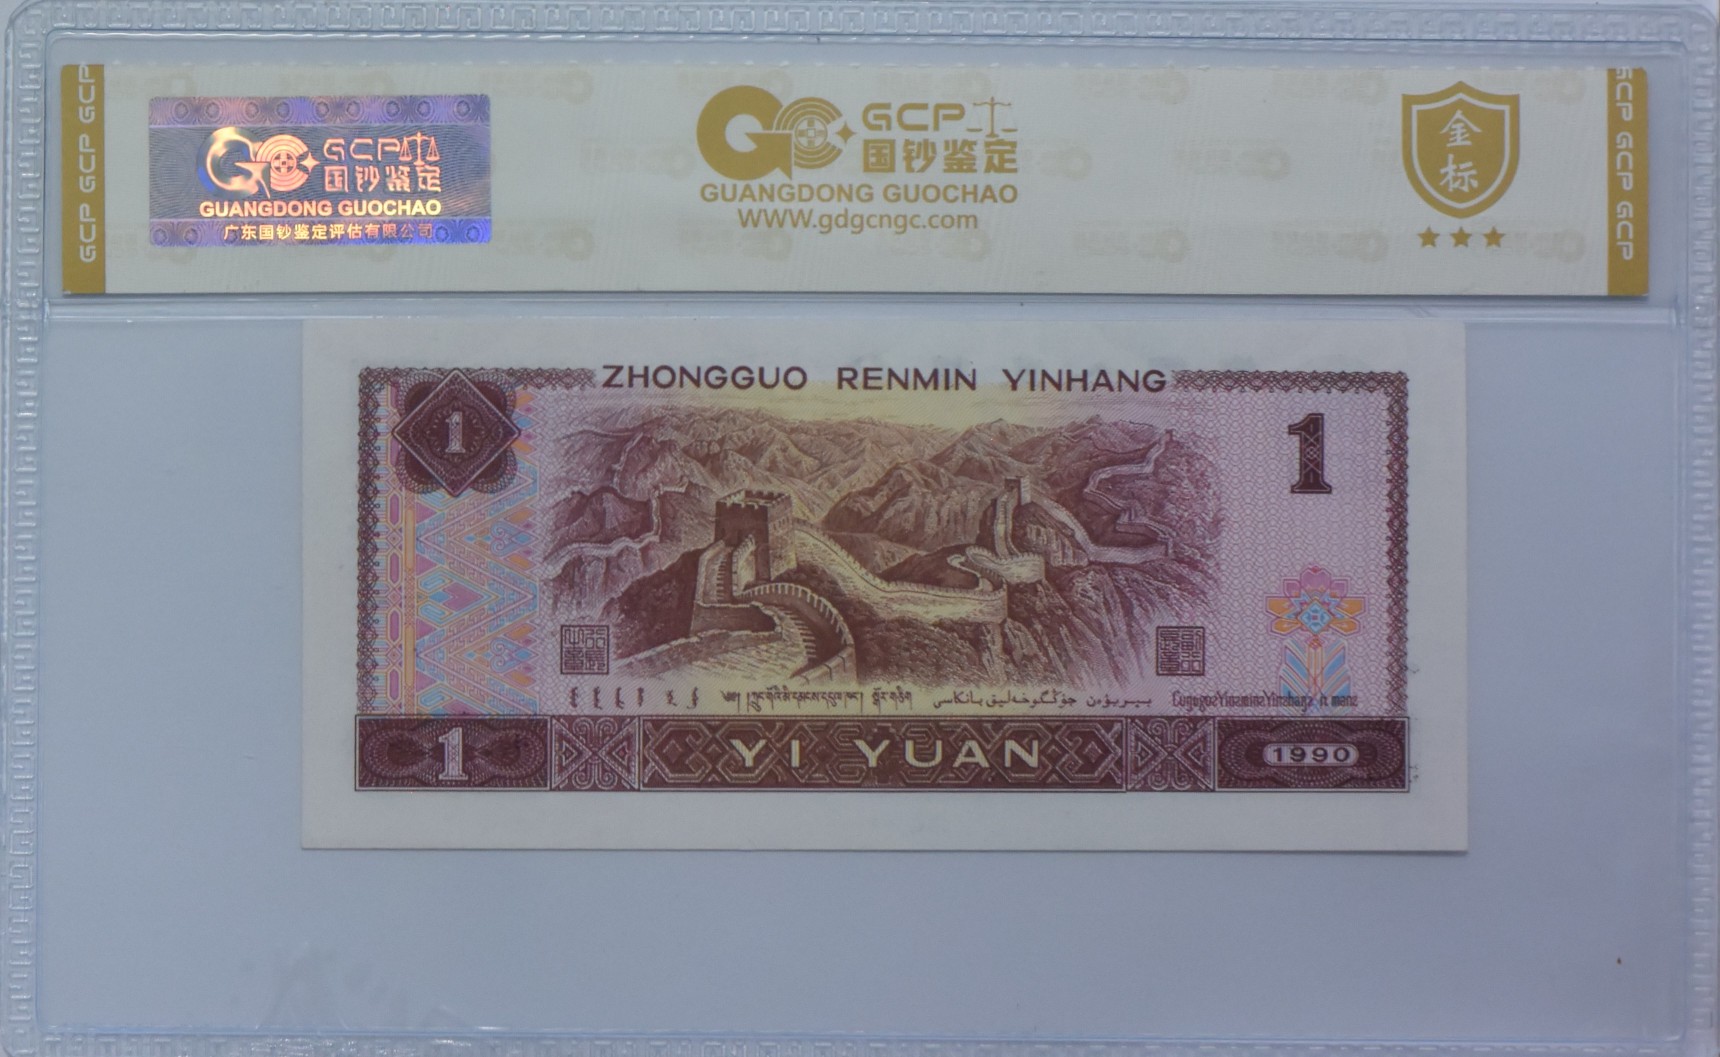 GCP GCP GCP
GCP
国钞鉴定
GUANGDONG GUOCHAO
广东国钞鉴定评估有限公司
GCP
国钞鉴定
GUANGDONG GUOCHAO
WWW.gdgcngc.com
金标
GCP GCP GCP
ZHONGGUO RENMIN YINHANG
1
1
1
YI YUAN
1990